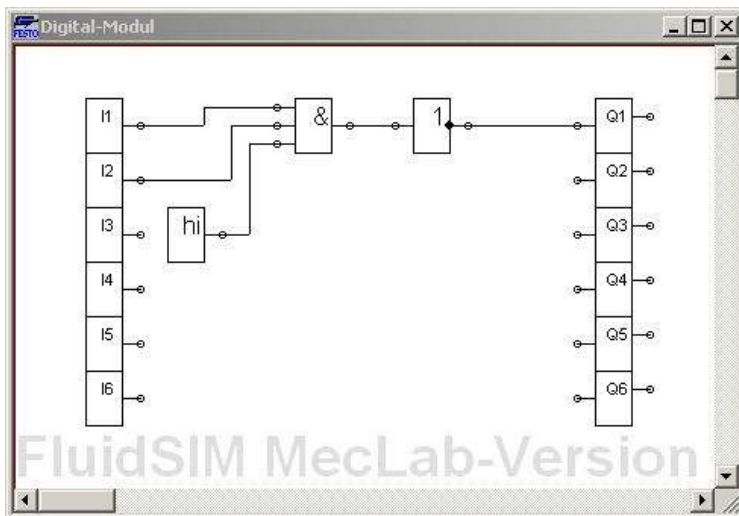 FESTO Digital-Modul
I1
&
1
Q1
I2
Q2
I3
hi
Q3
I4
Q4
I5
Q5
I6
Q6
FluidSIM MecLab-Version